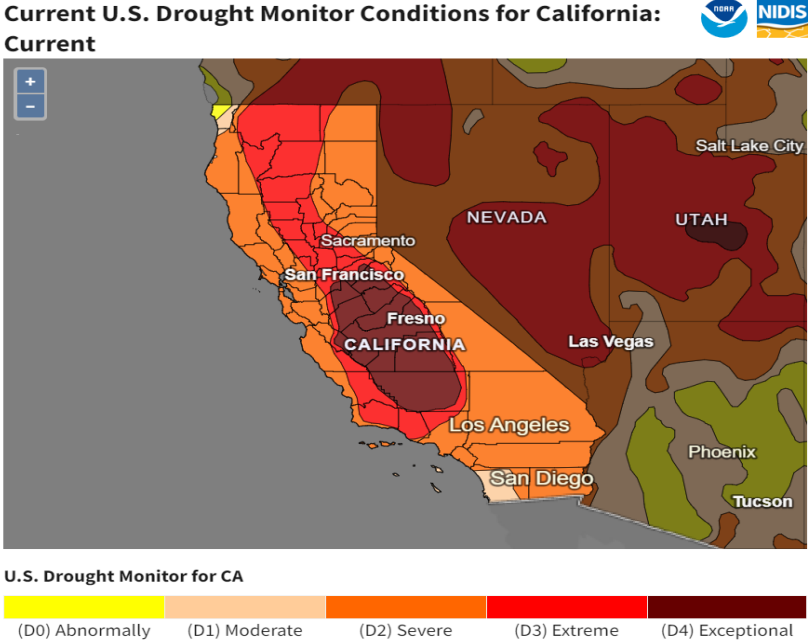 Current U.S. Drought Monitor Conditions for California:
Current
NOAA
NIDIS
+
−
Salt Lake City
NEVADA
UTAH
Sacramento
San Francisco
Fresno
CALIFORNIA
Las Vegas
Los Angeles
Phoenix
San Diego
Tucson
U.S. Drought Monitor for CA
(D0) Abnormally
(D1) Moderate
(D2) Severe
(D3) Extreme
(D4) Exceptional